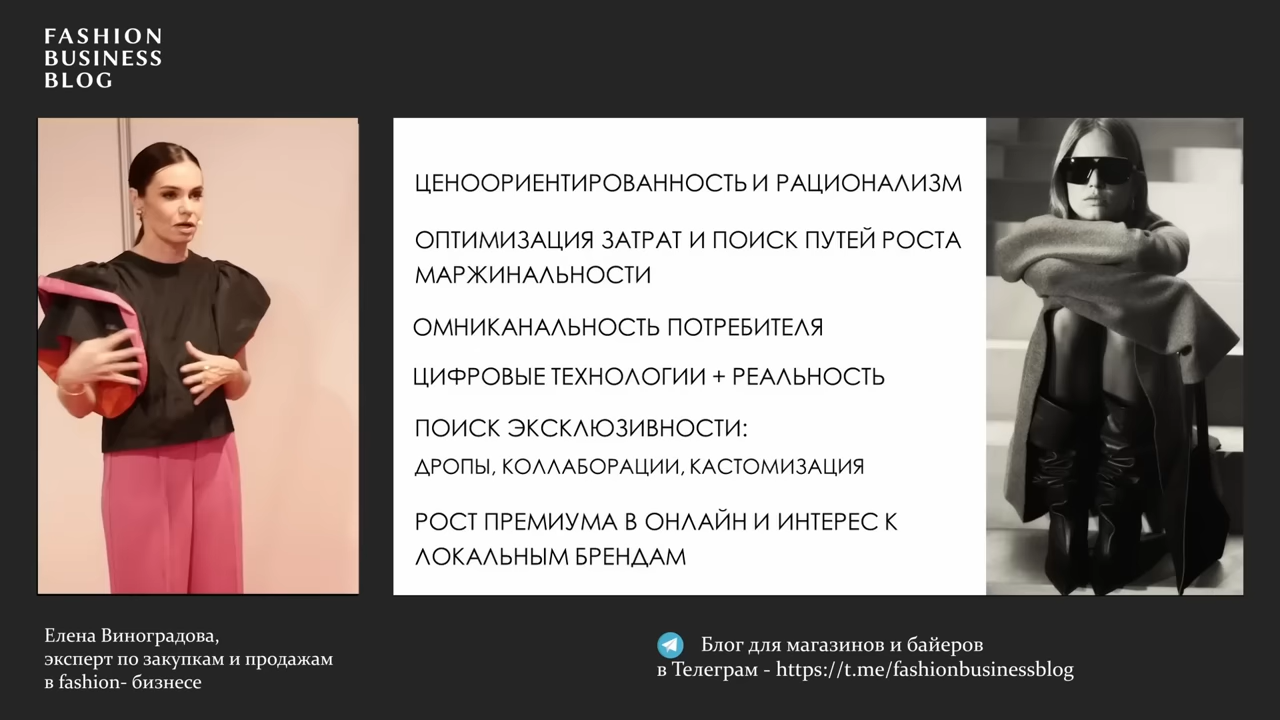 FASHION
BUSINESS
BLOG
ЦЕНООРИЕНТИРОВАННОСТЬ И РАЦИОНАЛИЗМ
ОПТИМИЗАЦИЯ ЗАТРАТ И ПОИСК ПУТЕЙ РОСТА
МАРЖИНАЛЬНОСТИ
ОМНИКАНАЛЬНОСТЬ ПОТРЕБИТЕЛЯ
ЦИФРОВЫЕ ТЕХНОЛОГИИ + РЕАЛЬНОСТЬ
ПОИСК ЭКСКЛЮЗИВНОСТИ:
ДРОПЫ, КОЛЛАБОРАЦИИ, КАСТОМИЗАЦИЯ
РОСТ ПРЕМИУМА В ОНЛАЙН И ИНТЕРЕС К
ЛОКАЛЬНЫМ БРЕНДАМ
Елена Виноградова,
эксперт по закупкам и продажам
в fashion- бизнесе
Блог для магазинов и байеров
в Телеграм - https://t.me/fashionbusinessblog